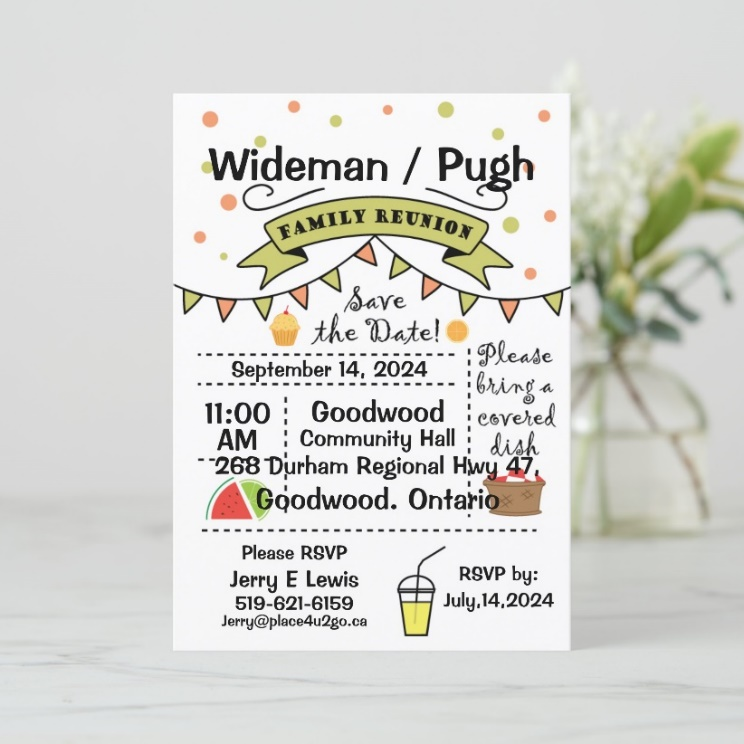 Wideman / Pugh
FAMILY REUNION
Save
the Date!
September 14, 2024
Please
bring a
covered
dish
11:00
AM
Goodwood
Community Hall
268 Durham Regional Hwy 47,
Goodwood. Ontario
Please RSVP
Jerry E Lewis
519-621-6159
Jerry@place4u2go.ca
RSVP by:
July,14,2024